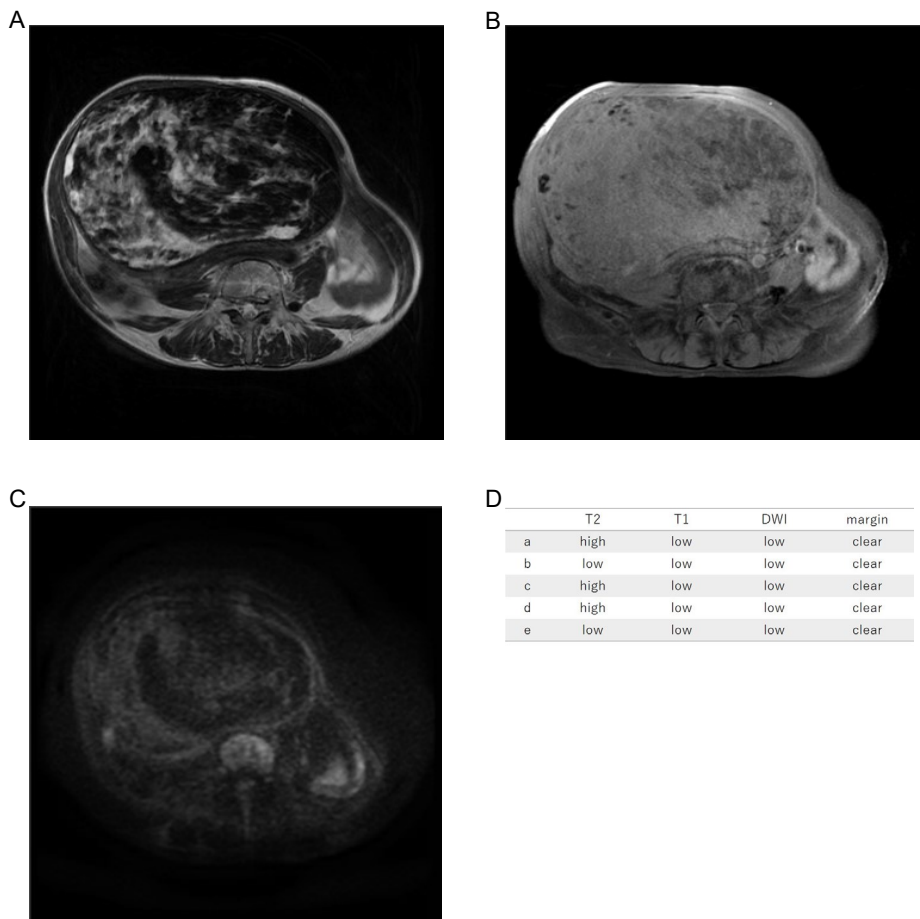 A
B
C
D
T2 T1 DWI margin
a high low low clear
b low low low clear
c high low low clear
d high low low clear
e low low low clear